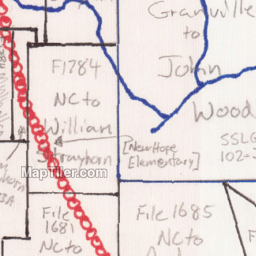 Granville
to
John
Wood
F1784
NC to
William
Strayhorn
[New Hope
Elementary]
SSLG
102-2
MapTiler.com
File
1681
NC to
File 1685
NC to